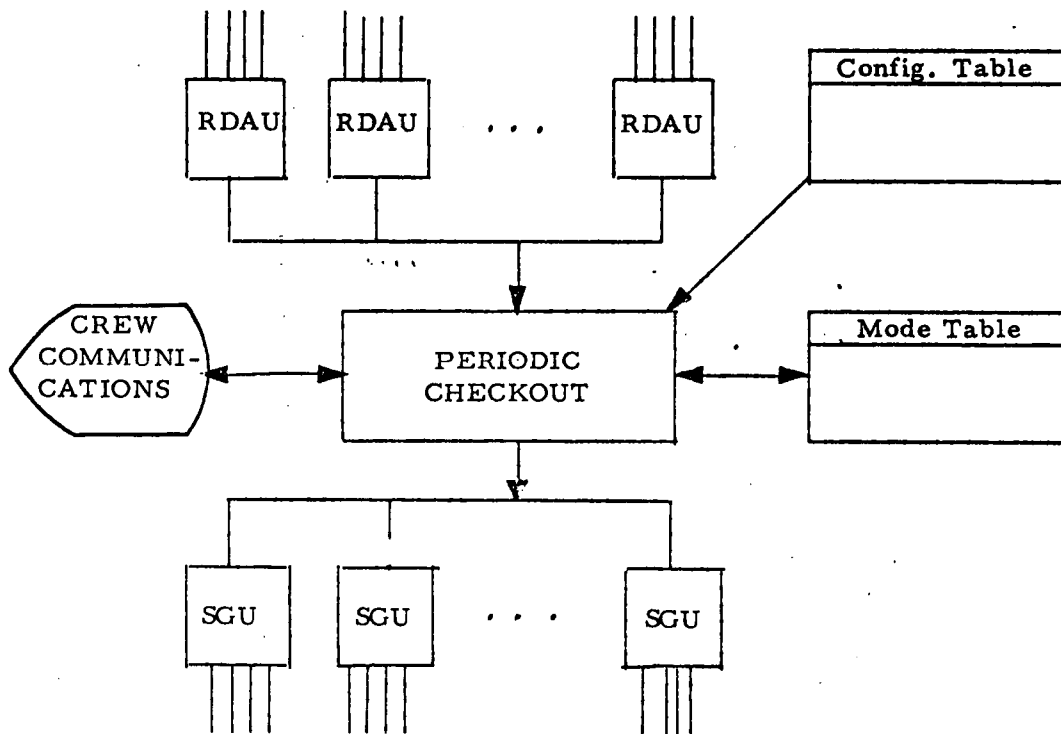 RDAU
RDAU
. . .
RDAU
Config. Table
CREW
COMMUNI-
CATIONS
PERIODIC
CHECKOUT
Mode Table
SGU
SGU
. . .
SGU